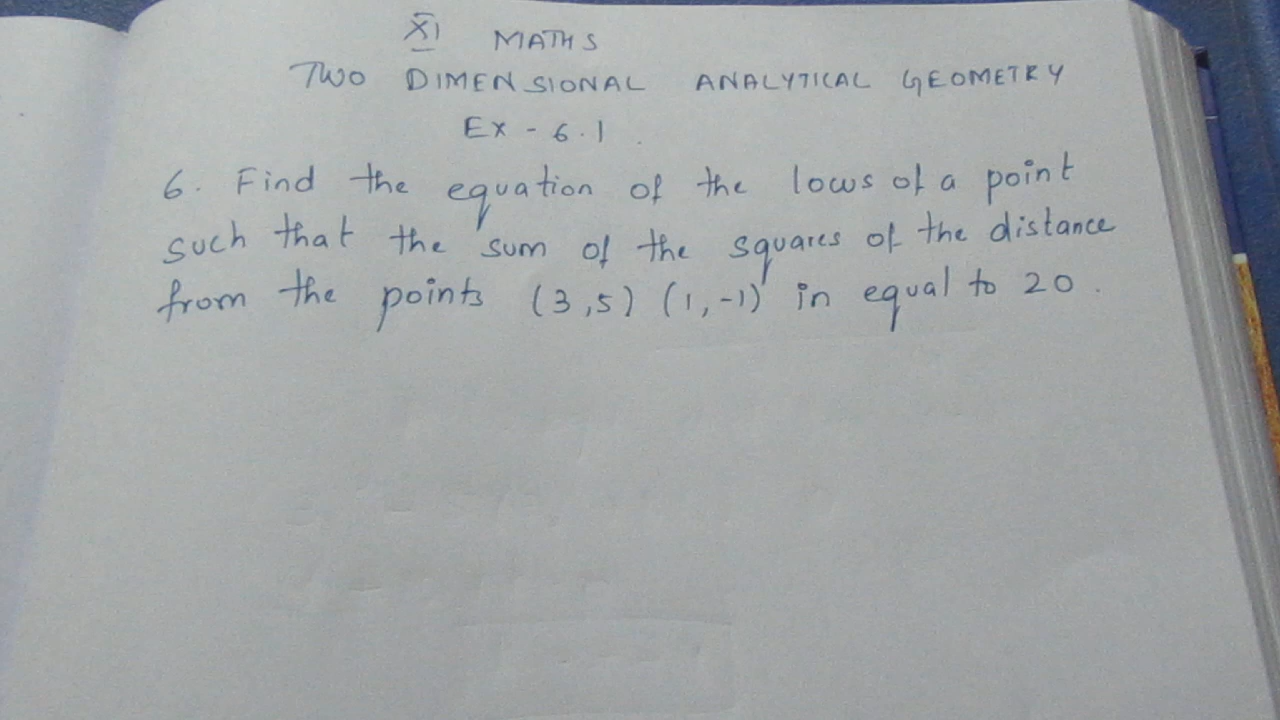 XI MATHS
TWO DIMENSIONAL ANALYTICAL GEOMETRY
Ex - 6.1
6. Find the equation of the locus of a point
such that the sum of the squares of the distance
from the points (3,5) (1,-1) in equal to 20.